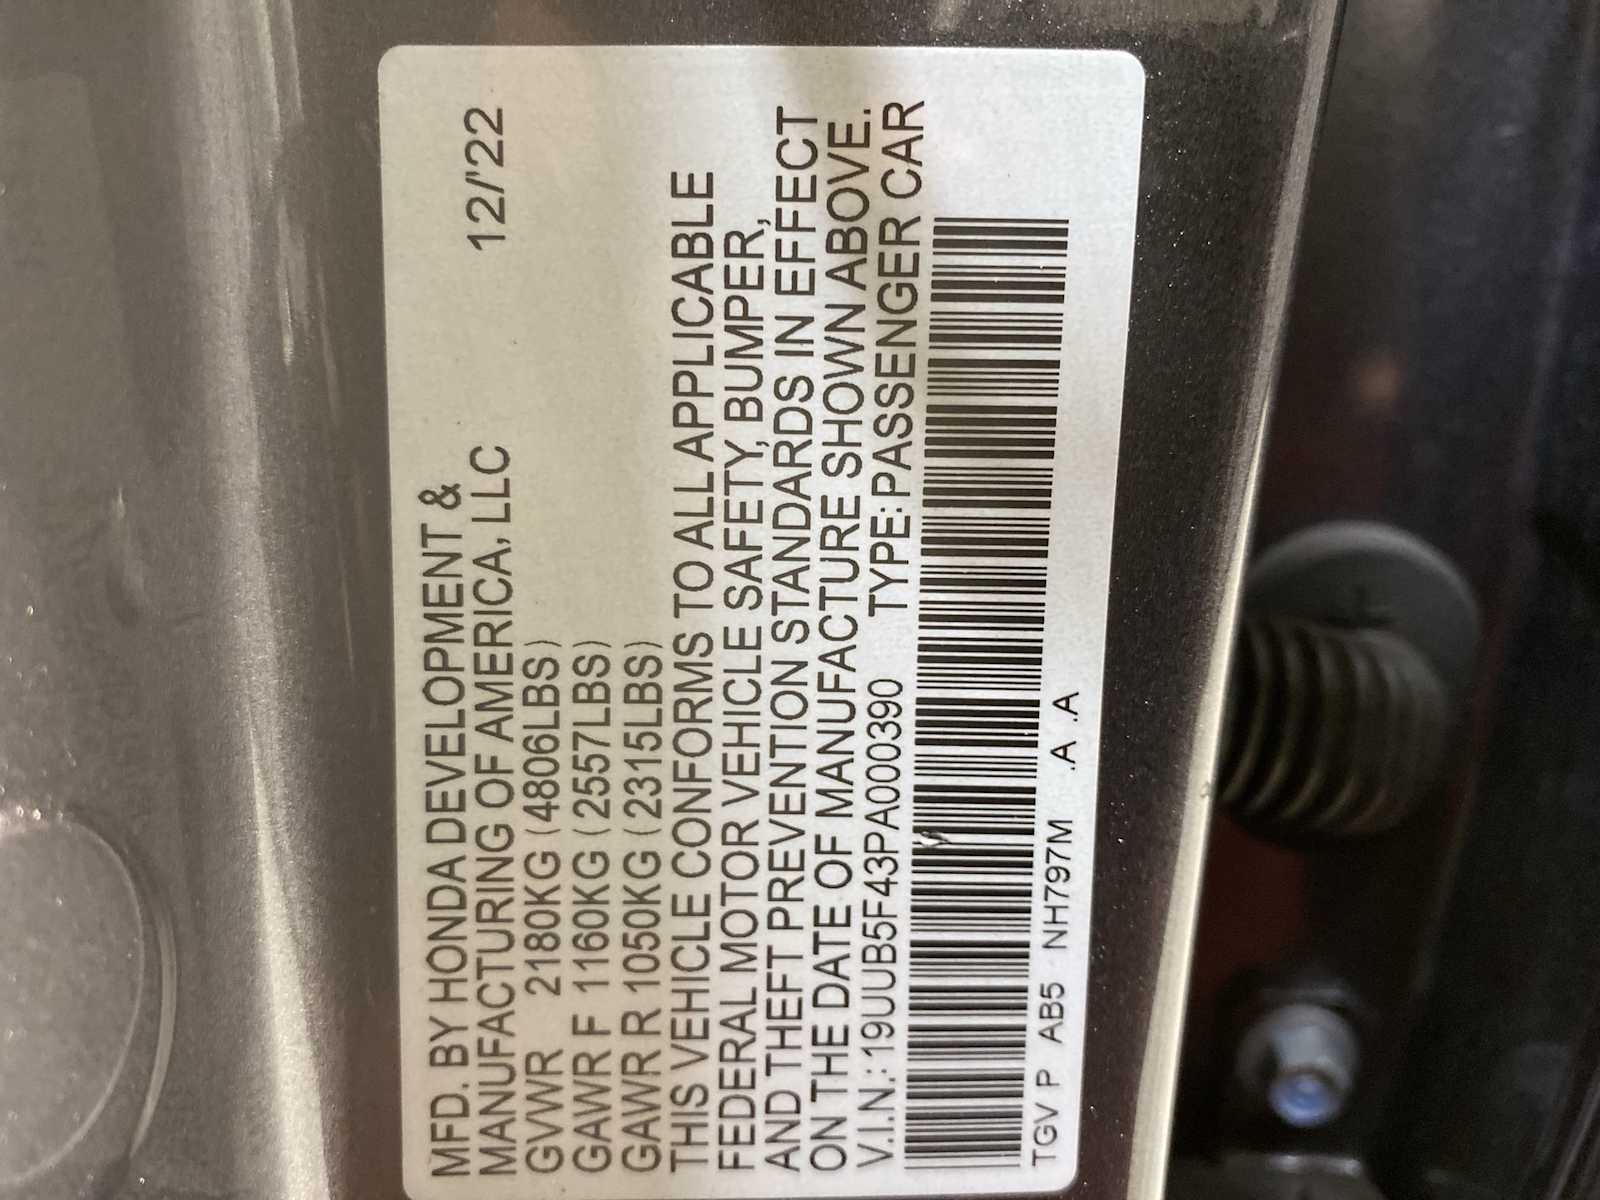 MFD. BY HONDA DEVELOPMENT &
MANUFACTURING OF AMERICA, LLC 12/'22
GVWR 2180KG (4806LBS)
GAWR F 1160KG (2557LBS)
GAWR R 1050KG (2315LBS)
THIS VEHICLE CONFORMS TO ALL APPLICABLE
FEDERAL MOTOR VEHICLE SAFETY, BUMPER,
AND THEFT PREVENTION STANDARDS IN EFFECT
ON THE DATE OF MANUFACTURE SHOWN ABOVE.
V.I.N.:19UUB5F43PA000390 TYPE:PASSENGER CAR
TGV P AB5 NH797M .A .A